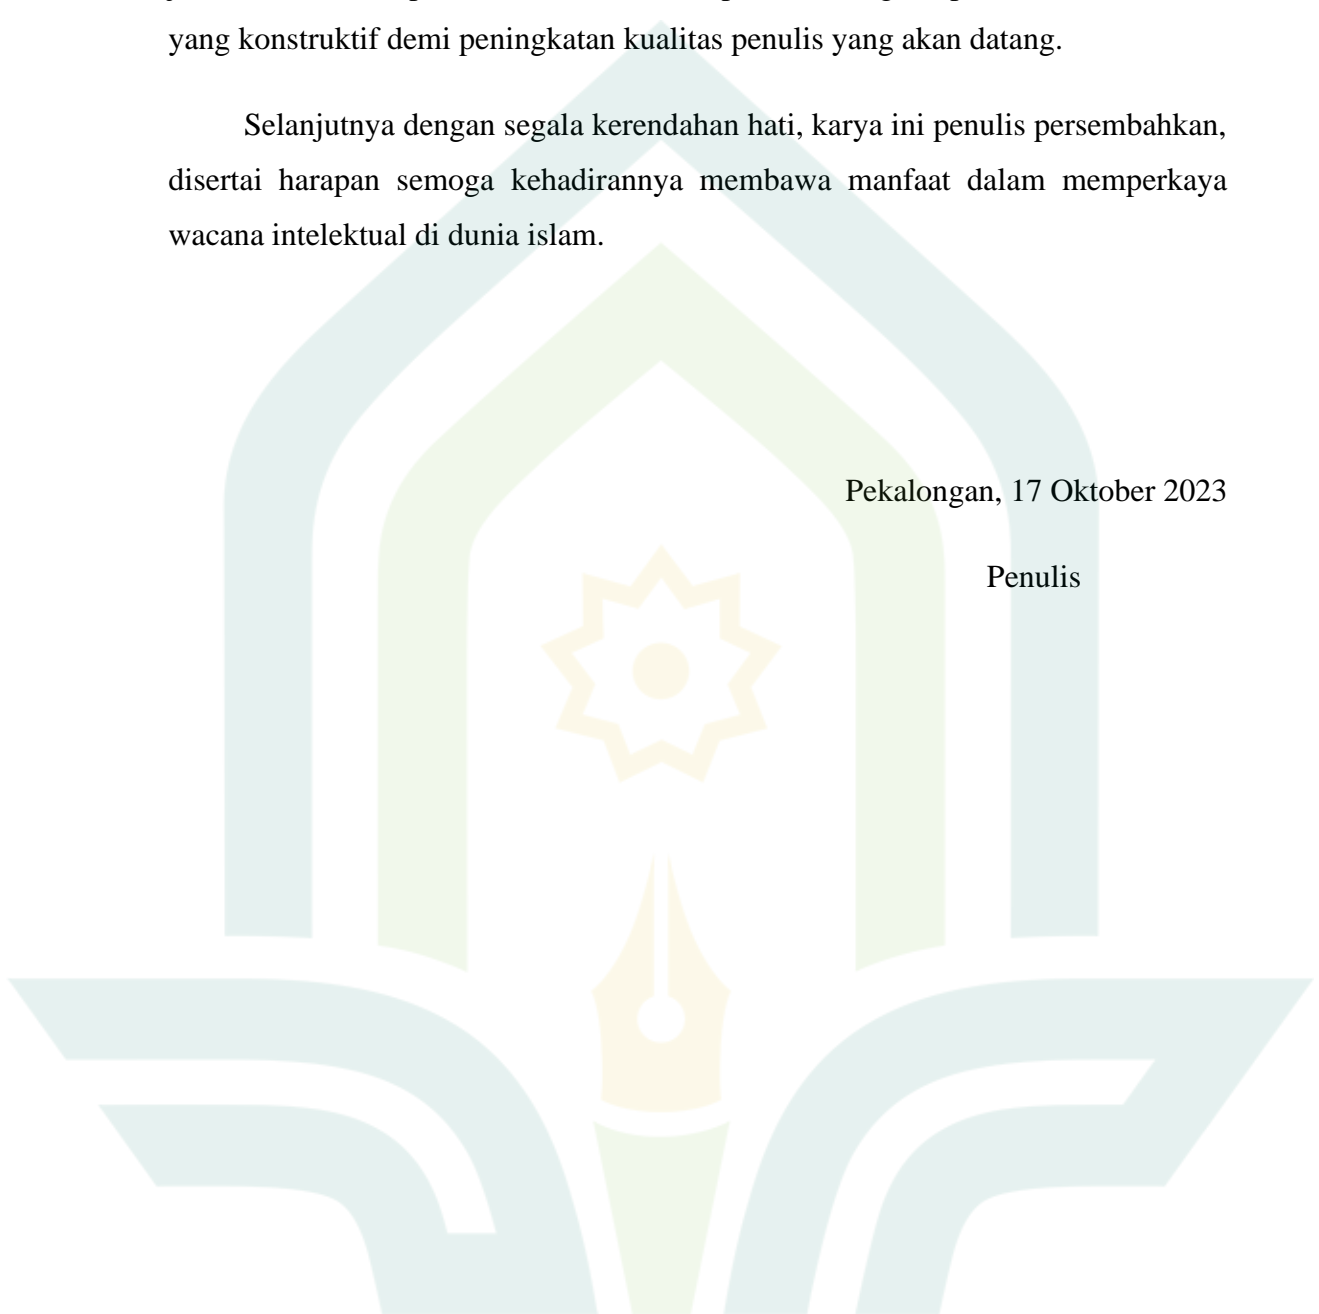 yang konstruktif demi peningkatan kualitas penulis yang akan datang.
Selanjutnya dengan segala kerendahan hati, karya ini penulis persembahkan,
disertai harapan semoga kehadirannya membawa manfaat dalam memperkaya
wacana intelektual di dunia islam.
Pekalongan, 17 Oktober 2023
Penulis